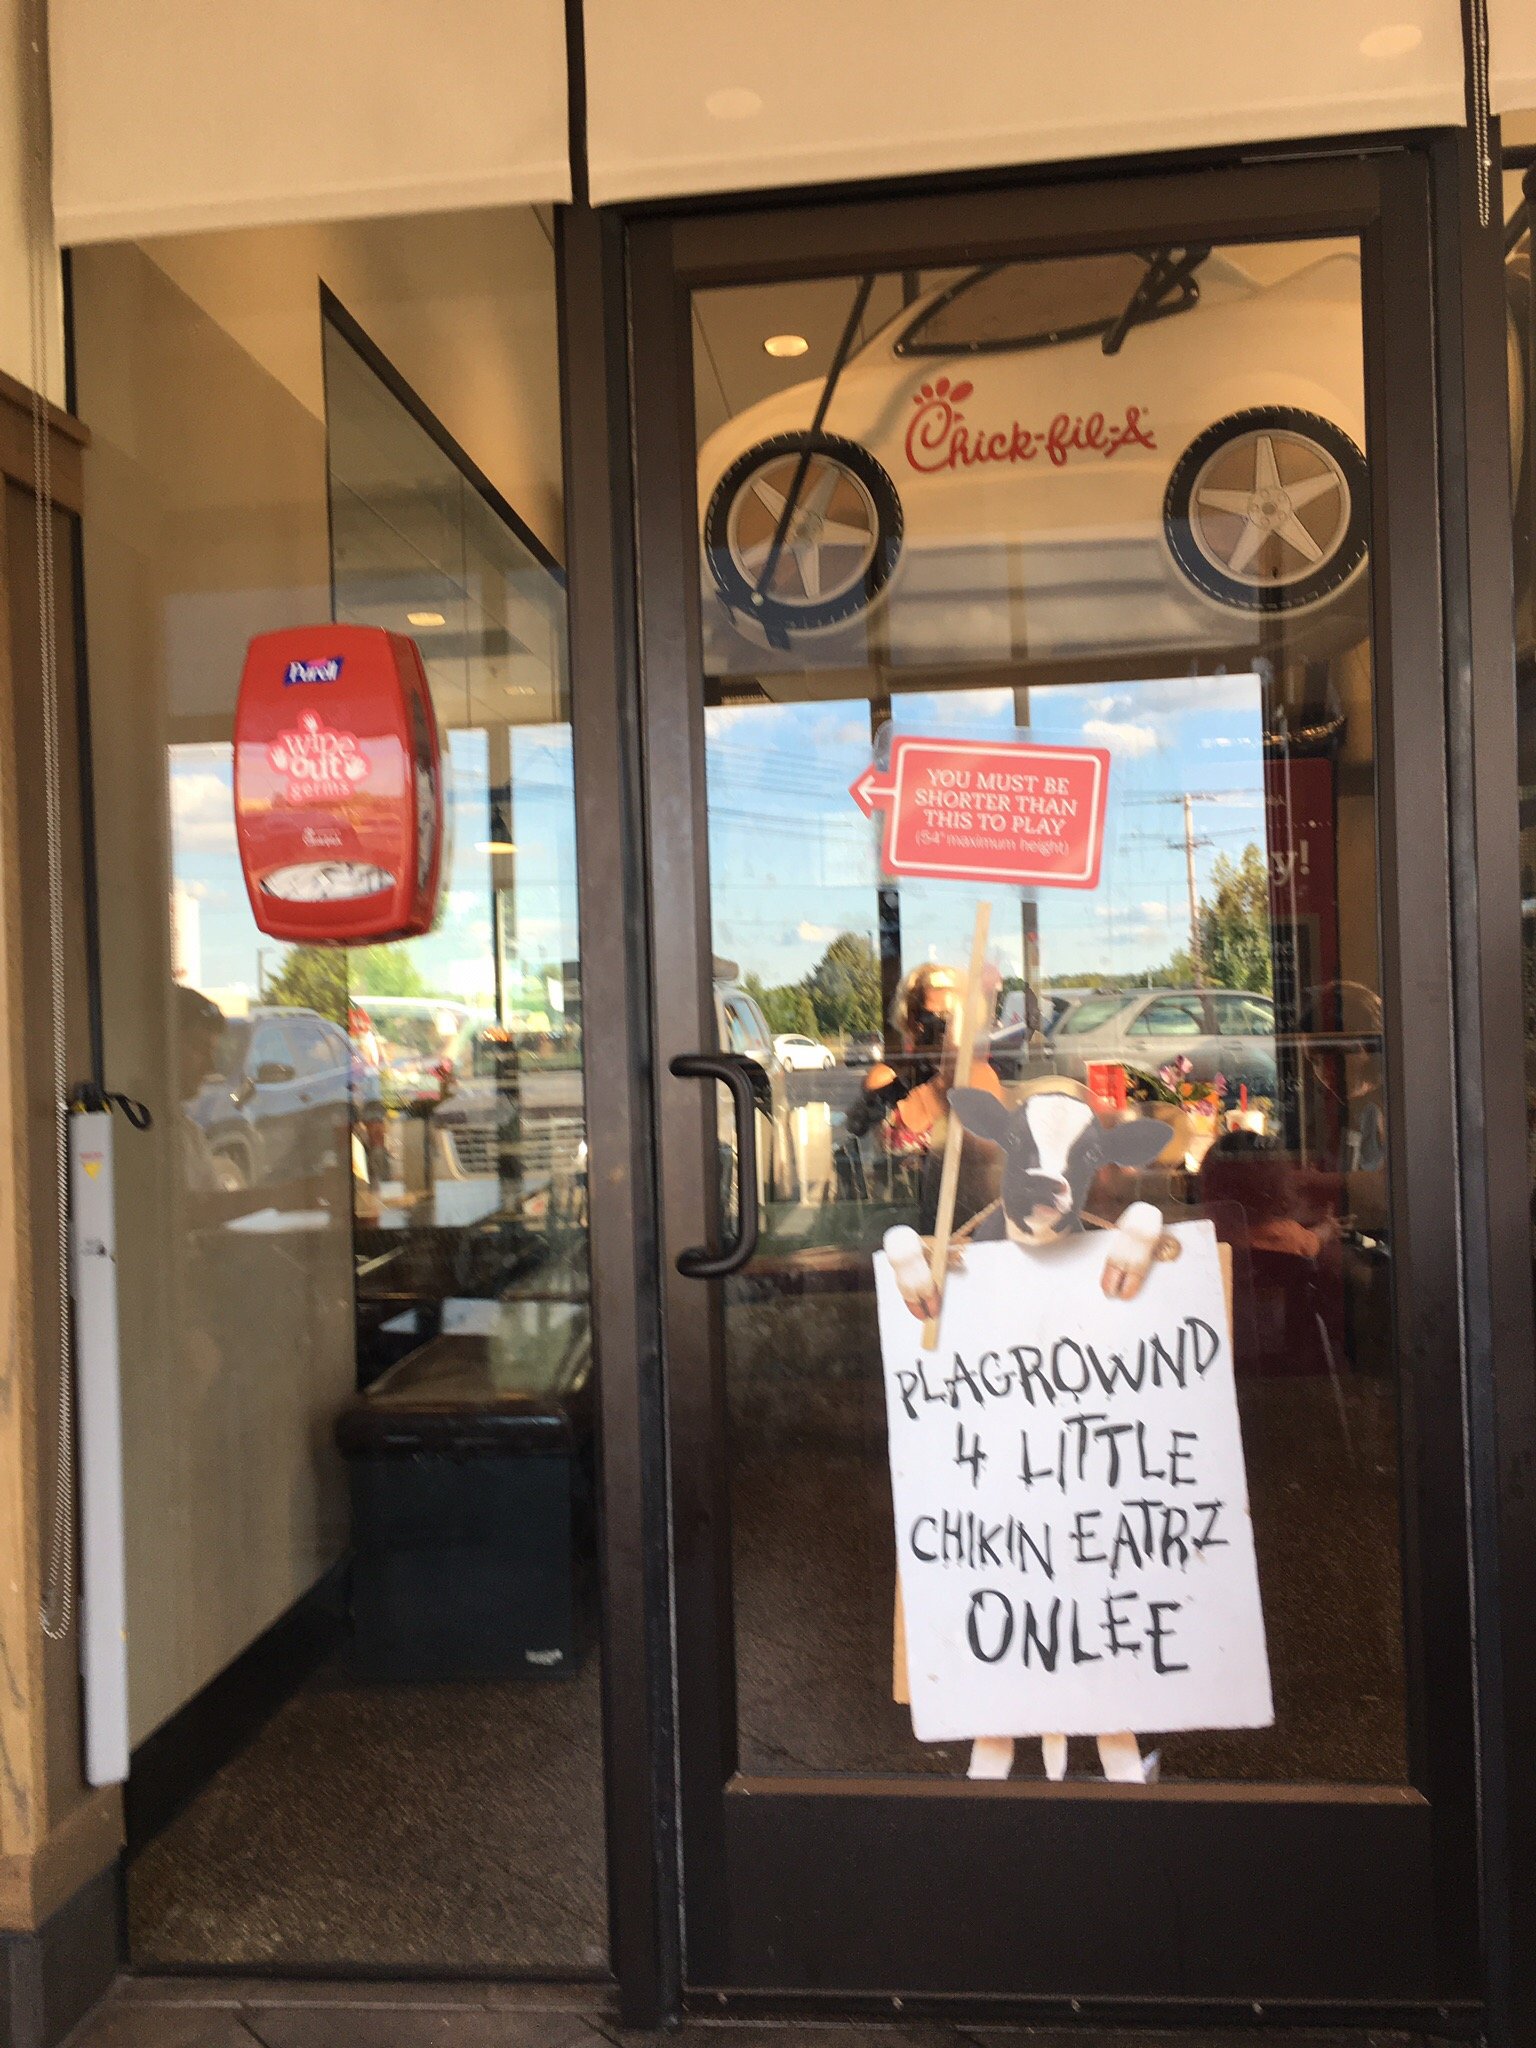 Chick-fil-A
Purell
wipe
out
germs
YOU MUST BE
SHORTER THAN
THIS TO PLAY
(54" maximum height)
y!
PLAGROWND
4 LITTLE
CHIKIN EATRZ
ONLEE